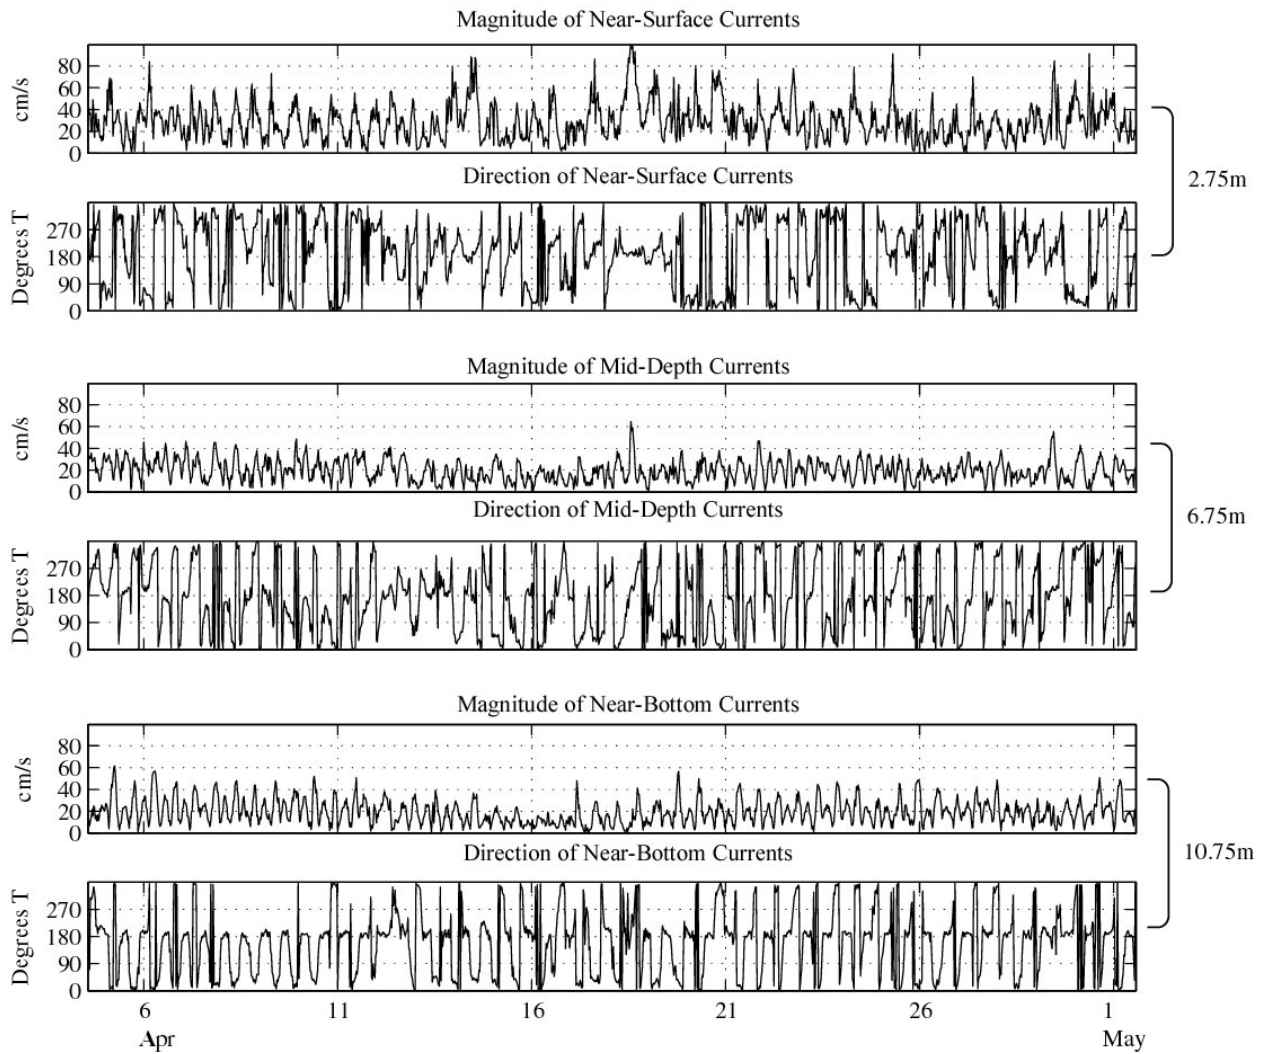 Magnitude of Near-Surface Currents
cm/s
80
60
40
20
0
Direction of Near-Surface Currents
Degrees T
270
180
90
0
2.75m
Magnitude of Mid-Depth Currents
cm/s
80
60
40
20
0
Direction of Mid-Depth Currents
Degrees T
270
180
90
0
6.75m
Magnitude of Near-Bottom Currents
cm/s
80
60
40
20
0
Direction of Near-Bottom Currents
Degrees T
270
180
90
0
10.75m
6 11 16 21 26 1
Apr May